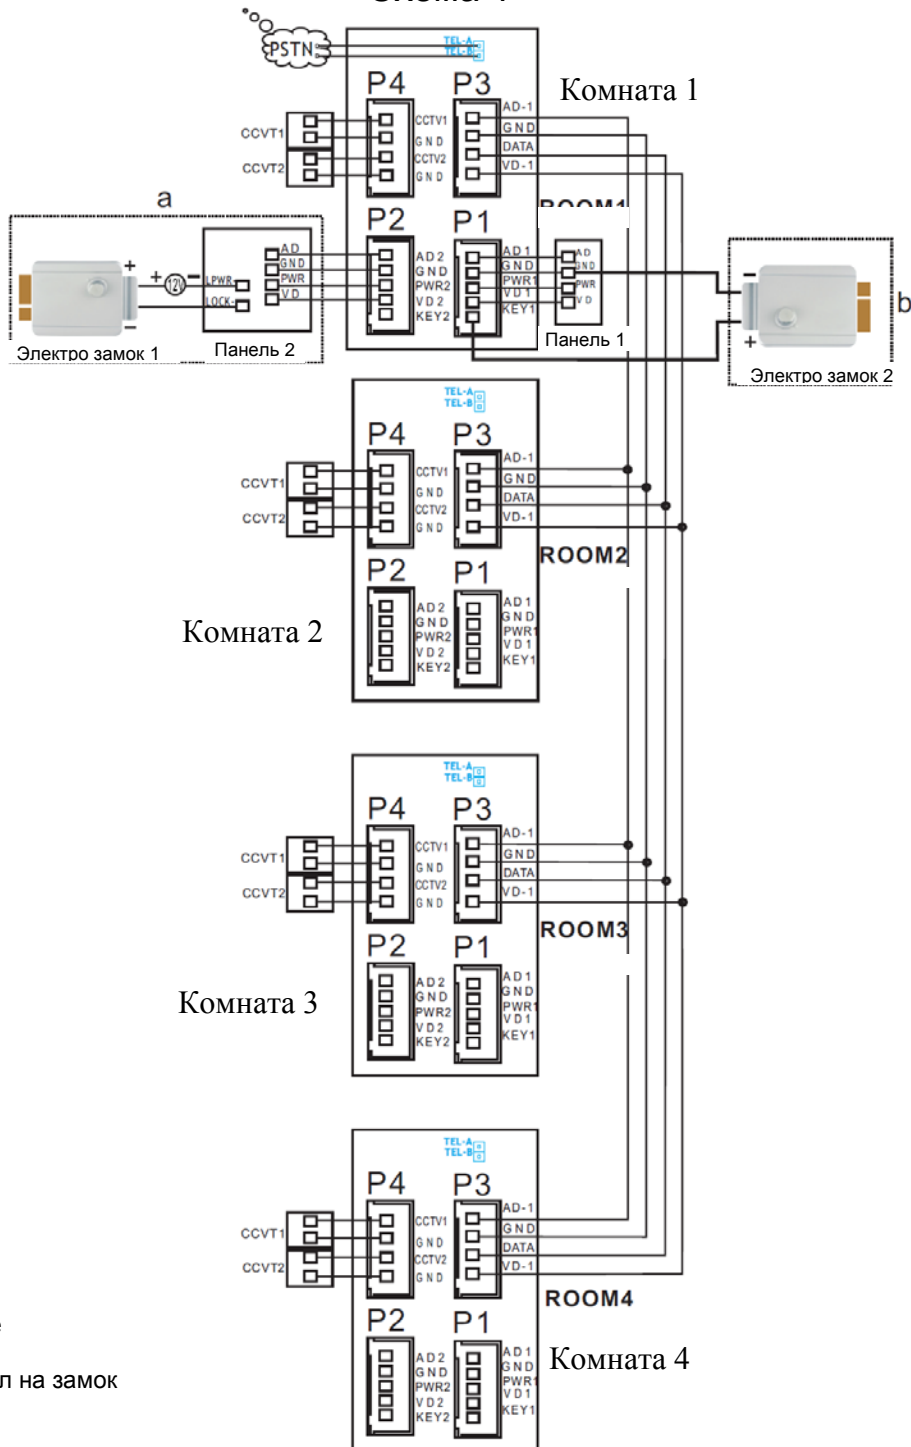 PSTN
TEL-A
TEL-B
P4
P3
Комната 1
CCVT1
CCVT2
CCTV1
GND
CCTV2
GND
AD-1
GND
DATA
VD-1
a
P2
P1
+
+
12V
−
−
LPWR
LOCK-
AD
GND
PWR
VD
AD2
GND
PWR2
VD2
KEY2
AD1
GND
PWR1
VD1
KEY1
AD
GND
PWR
VD
−
+
b
Электро замок 1
Панель 2
Панель 1
Электро замок 2
TEL-A
TEL-B
P4
P3
CCVT1
CCVT2
CCTV1
GND
CCTV2
GND
AD-1
GND
DATA
VD-1
ROOM2
P2
P1
Комната 2
AD2
GND
PWR2
VD2
KEY2
AD1
GND
PWR1
VD1
KEY1
TEL-A
TEL-B
P4
P3
CCVT1
CCVT2
CCTV1
GND
CCTV2
GND
AD-1
GND
DATA
VD-1
ROOM3
P2
P1
Комната 3
AD2
GND
PWR2
VD2
KEY2
AD1
GND
PWR1
VD1
KEY1
TEL-A
TEL-B
P4
P3
CCVT1
CCVT2
CCTV1
GND
CCTV2
GND
AD-1
GND
DATA
VD-1
ROOM4
P2
P1
Комната 4
AD2
GND
PWR2
VD2
KEY2
AD1
GND
PWR1
VD1
KEY1
л на замок